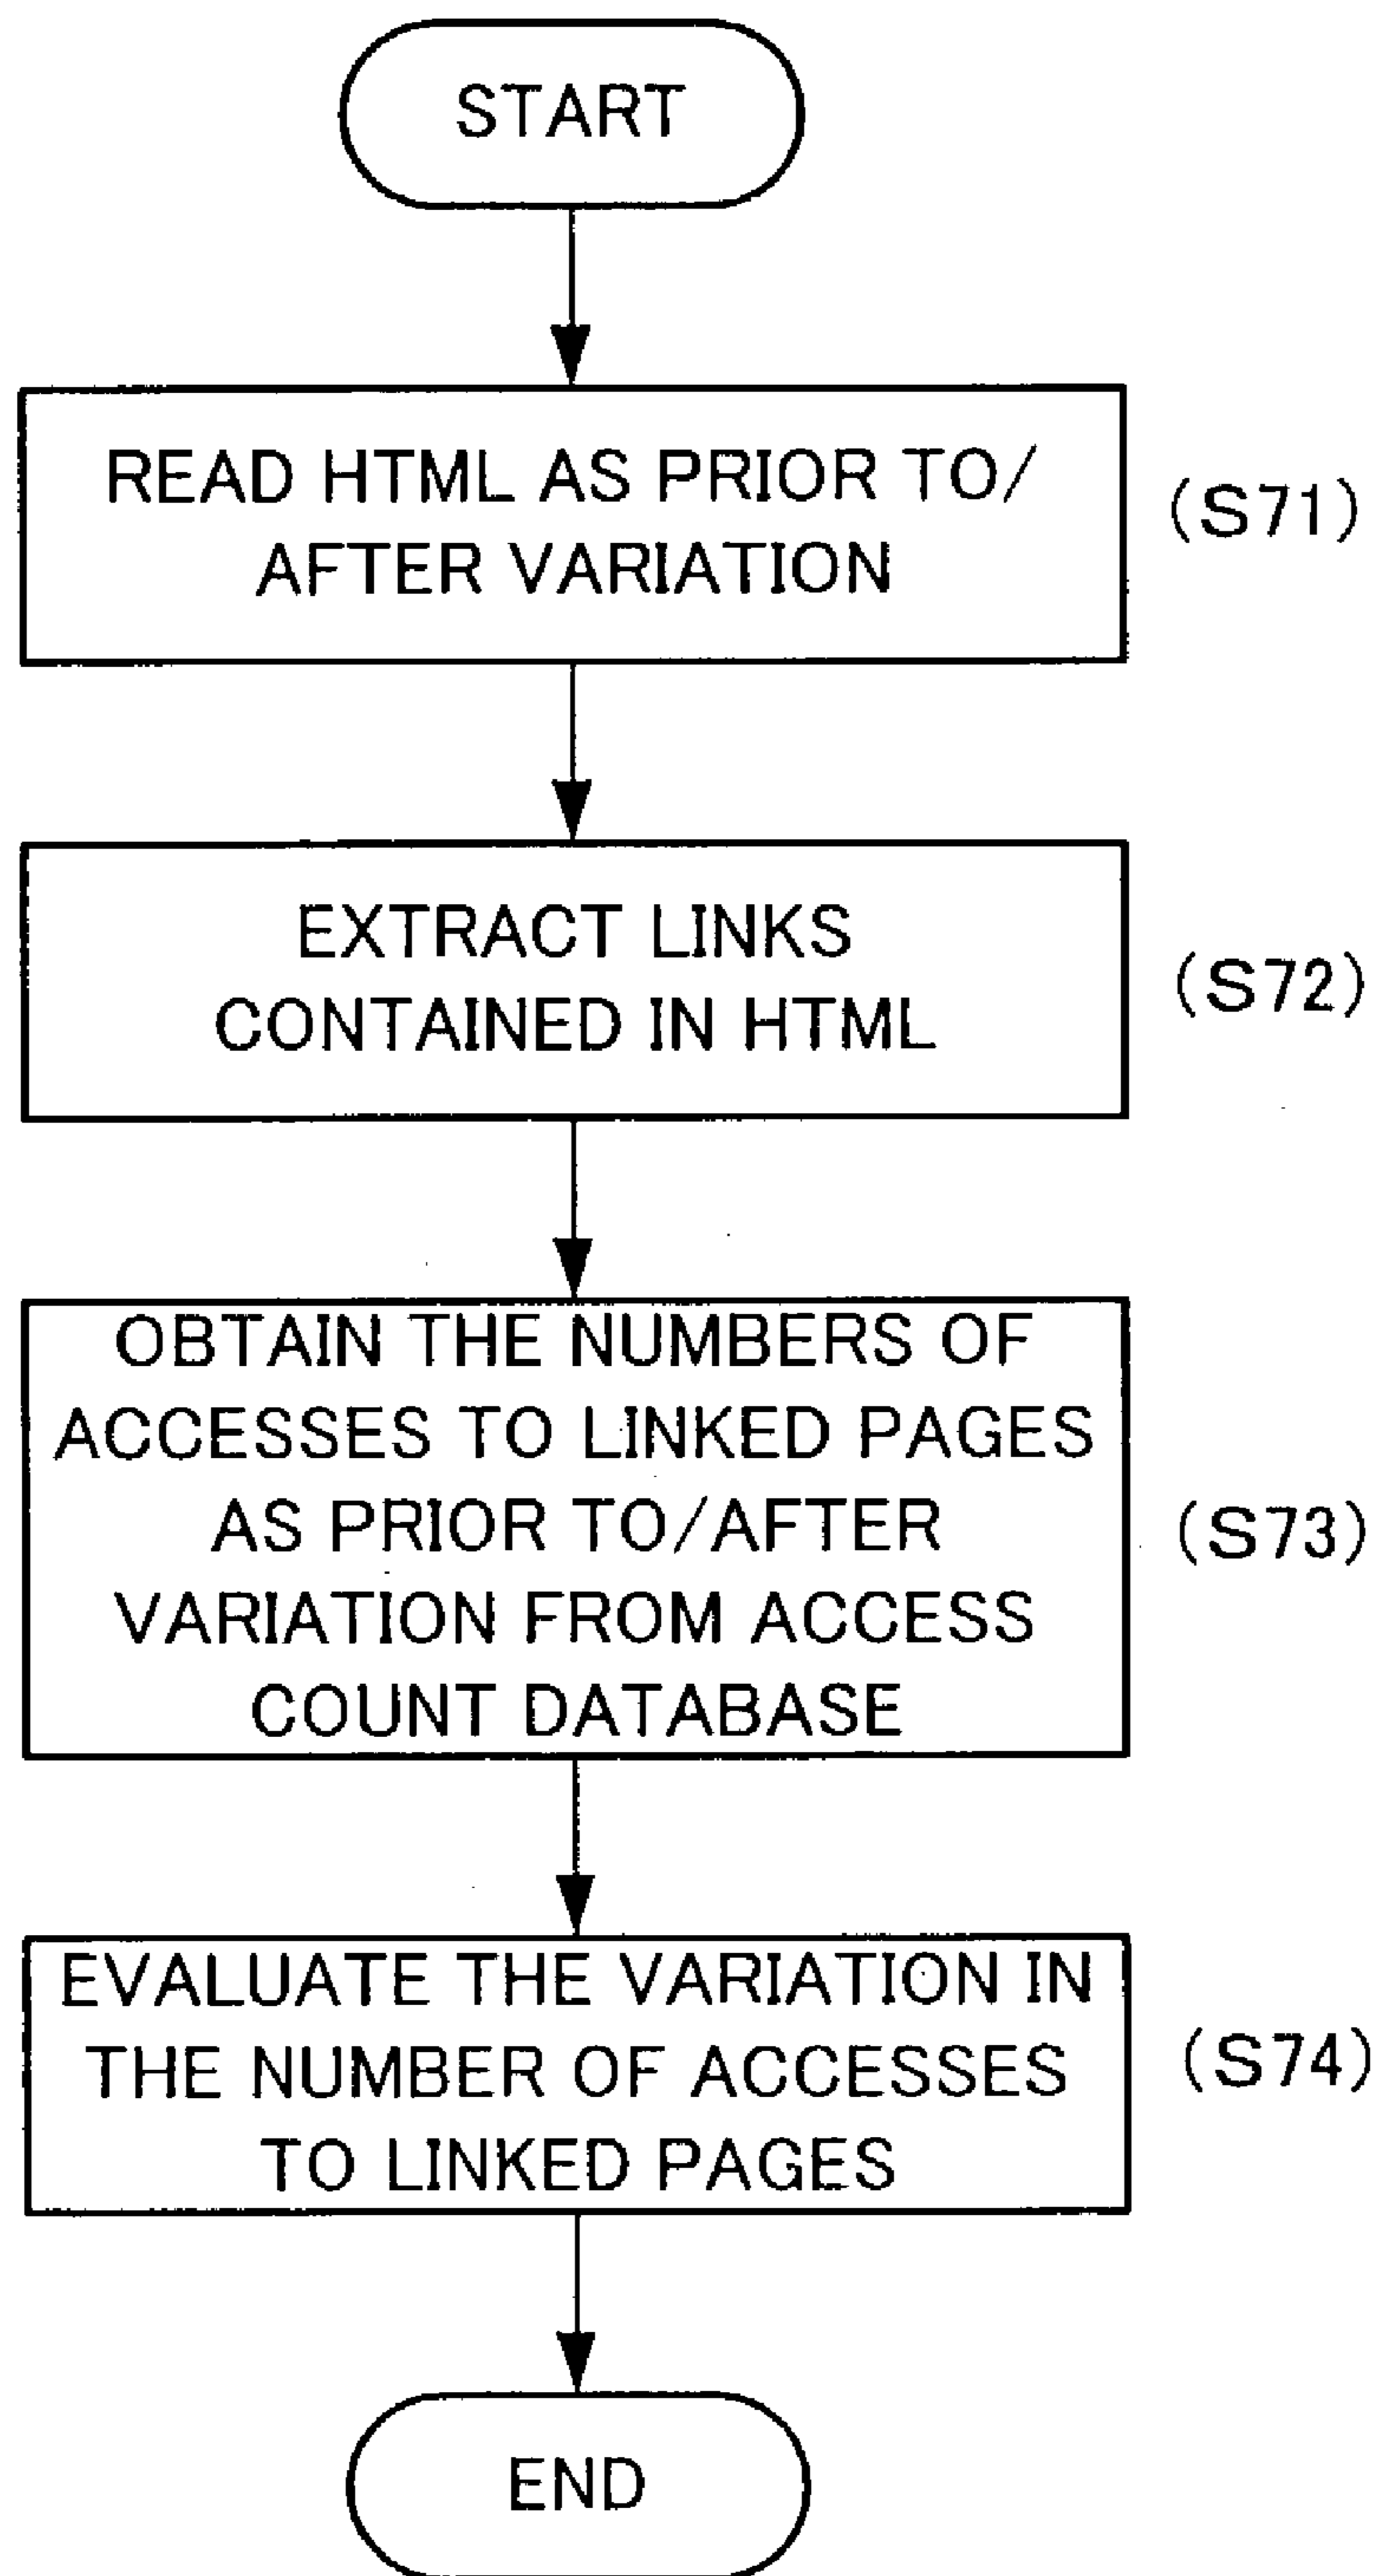 START
READ HTML AS PRIOR TO/
AFTER VARIATION
(S71)
EXTRACT LINKS
CONTAINED IN HTML
(S72)
OBTAIN THE NUMBERS OF
ACCESSES TO LINKED PAGES
AS PRIOR TO/AFTER
VARIATION FROM ACCESS
COUNT DATABASE
(S73)
EVALUATE THE VARIATION IN
THE NUMBER OF ACCESSES
TO LINKED PAGES
(S74)
END